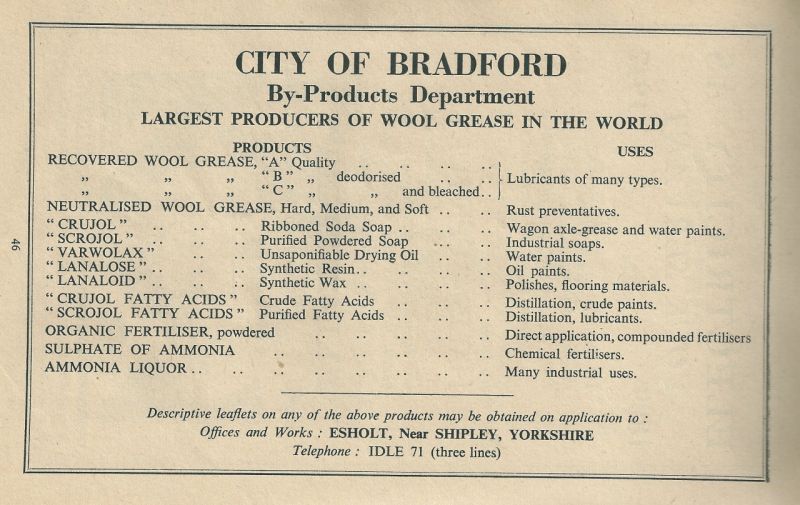 CITY OF BRADFORD
By-Products Department
LARGEST PRODUCERS OF WOOL GREASE IN THE WORLD
PRODUCTS USES
RECOVERED WOOL GREASE, “A” Quality .. .. .. ..
„ „ „ “B” „ deodorised .. .. Lubricants of many types.
„ „ „ “C” „ „ and bleached..
NEUTRALISED WOOL GREASE, Hard, Medium, and Soft .. .. Rust preventatives.
“CRUJOL” .. .. .. Ribboned Soda Soap .. .. .. Wagon axle-grease and water paints.
“SCROJOL” .. .. .. Purified Powdered Soap ... .. Industrial soaps.
“VARWOLAX” .. .. Unsaponifiable Drying Oil .. .. Water paints.
“LANALOSE” .. .. .. Synthetic Resin.. .. .. .. Oil paints.
“LANALOID” .. .. .. Synthetic Wax .. .. .. .. Polishes, flooring materials.
“CRUJOL FATTY ACIDS” Crude Fatty Acids .. .. .. Distillation, crude paints.
“SCROJOL FATTY ACIDS” Purified Fatty Acids .. .. .. Distillation, lubricants.
ORGANIC FERTILISER, powdered .. .. .. .. .. Direct application, compounded fertilisers
SULPHATE OF AMMONIA .. .. .. .. .. .. Chemical fertilisers.
AMMONIA LIQUOR .. .. .. .. .. .. .. .. Many industrial uses.
Descriptive leaflets on any of the above products may be obtained on application to :
Offices and Works : ESHOLT, Near SHIPLEY, YORKSHIRE
Telephone : IDLE 71 (three lines)
46